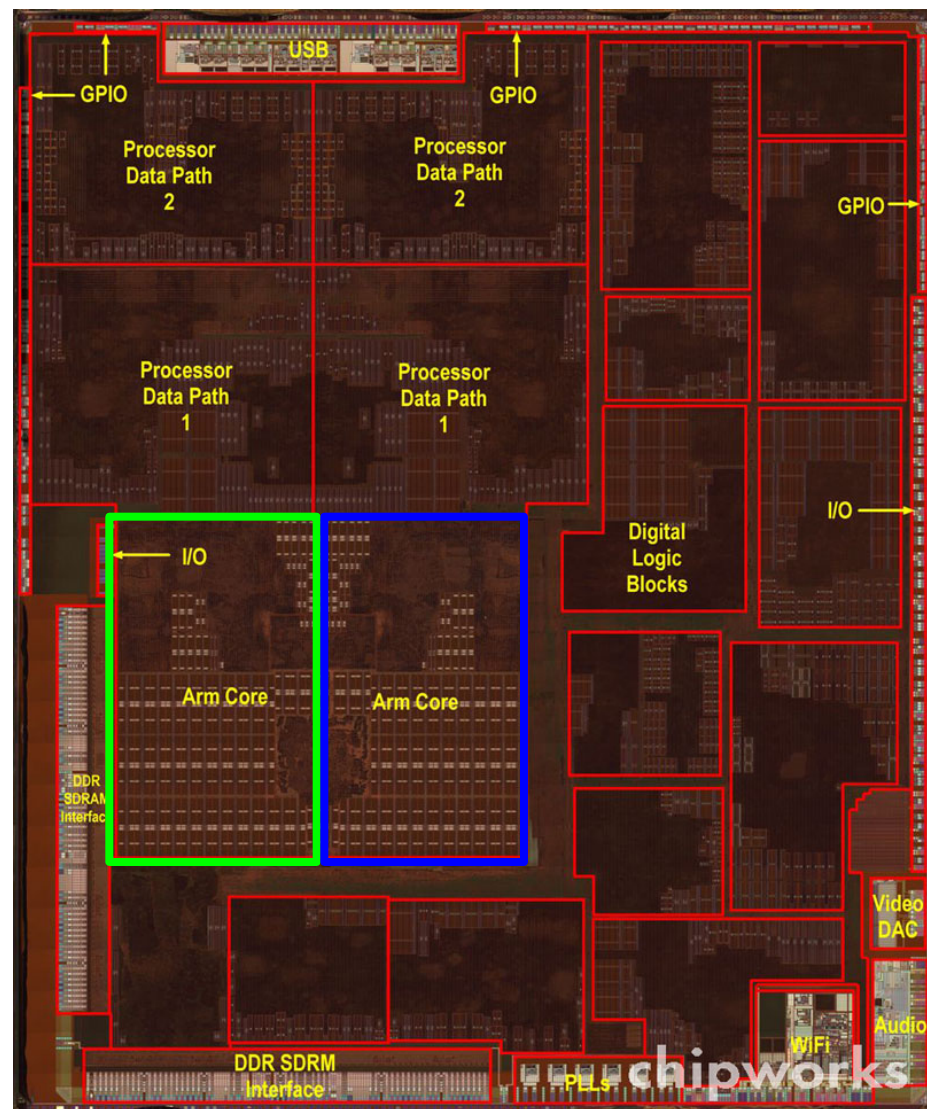 USB
GPIO
GPIO
Processor
Data Path
2
Processor
Data Path
2
GPIO
Processor
Data Path
1
Processor
Data Path
1
I/O
I/O
Digital
Logic
Blocks
Arm Core
Arm Core
DDR
SDRAM
Interface
Video
DAC
Audio
WiFi
DDR SDRM
Interface
PLLs
chipworks